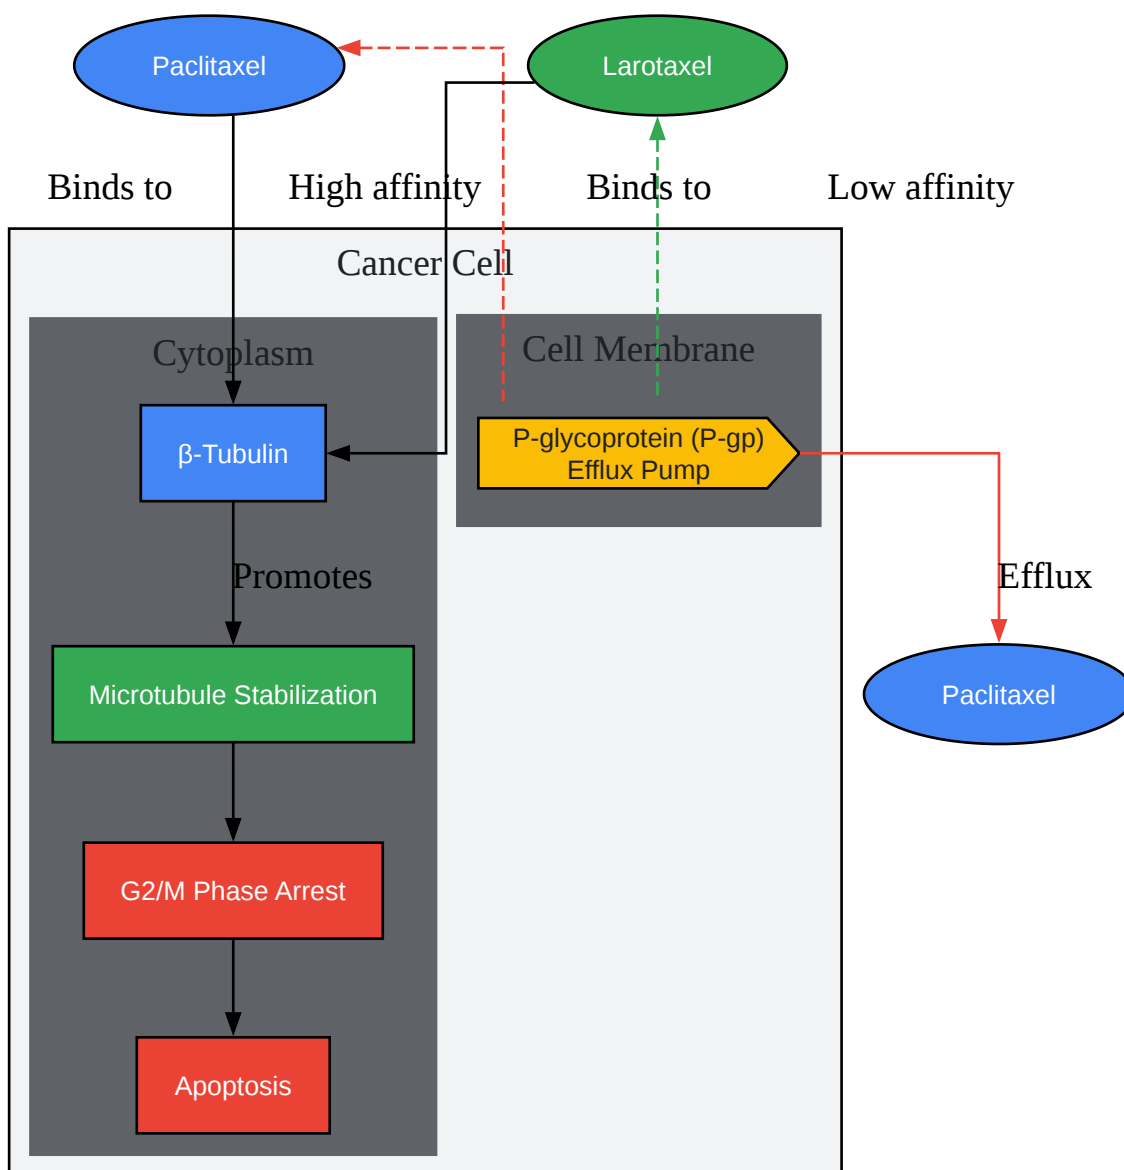 Paclitaxel
Larotaxel
Binds to
High affinity
Binds to
Low affinity
Cancer Cell
Cytoplasm
Cell Membrane
β-Tubulin
P-glycoprotein (P-gp)
Efflux Pump
Promotes
Efflux
Microtubule Stabilization
Paclitaxel
G2/M Phase Arrest
Apoptosis